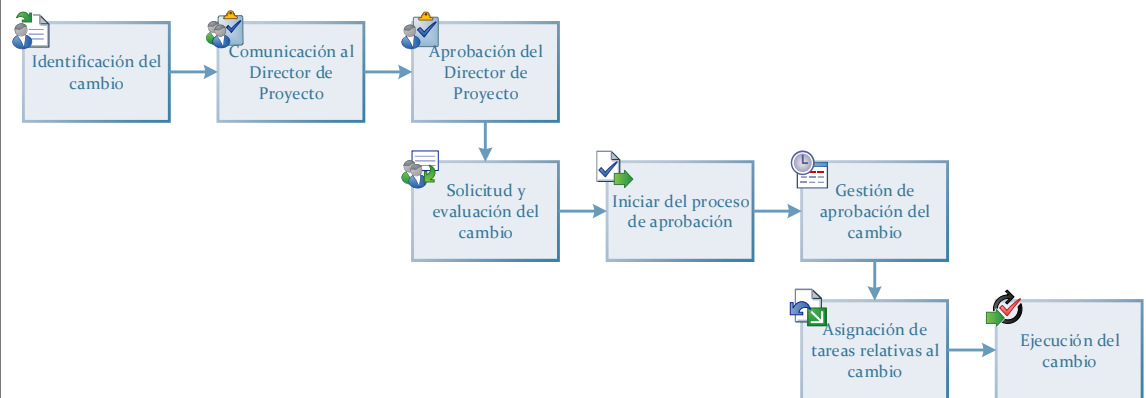 Identificación del
cambio
Comunicación al
Director de
Proyecto
Aprobación del
Director de
Proyecto
Solicitud y
evaluación del
cambio
Iniciar del proceso
de aprobación
Gestión de
aprobación del
cambio
Asignación de
tareas relativas al
cambio
Ejecución del
cambio